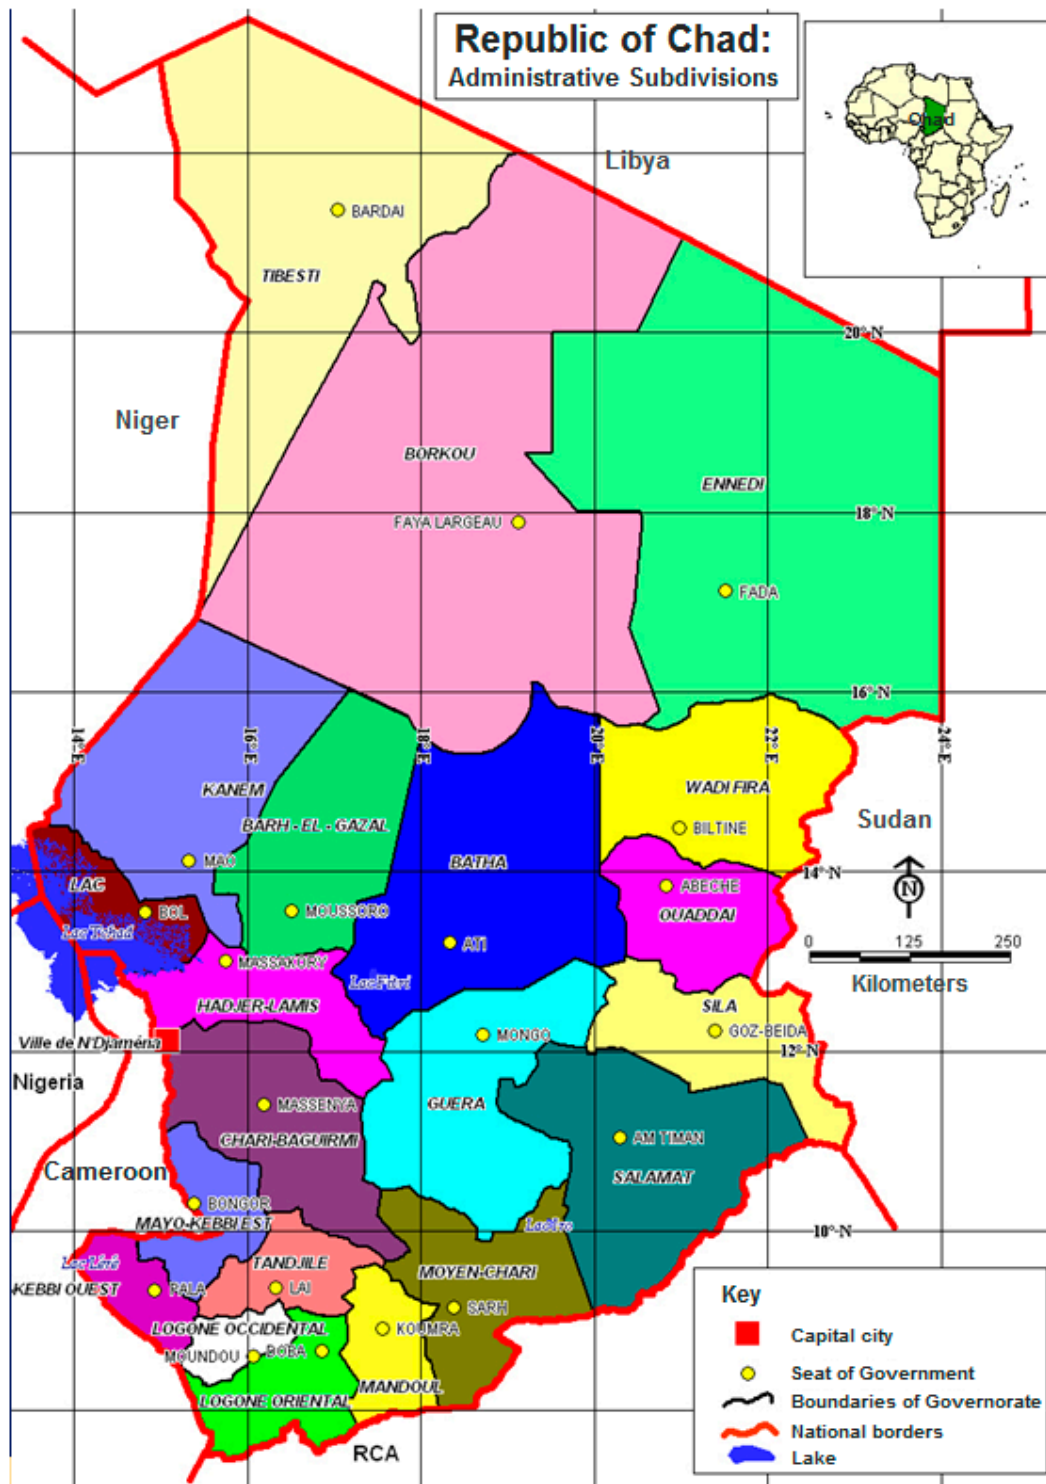 Republic of Chad:
Administrative Subdivisions
Chad
Libya
BARDAI
TIBESTI
20° N
Niger
BORKOU
ENNEDI
18° N
FAYA LARGEAU
FADA
16° N
14° E
16° E
18° E
20° E
22° E
24° E
KANEM
WADI FIRA
BARH - EL - GAZAL
BILTINE
Sudan
MAO
BATHA
14° N
LAC
ABECHE
N
BOL
MOUSSORO
OUADDAI
Lac Tchad
ATI
0 125 250
MASSAKORY
Lac Fitri
Kilometers
HADJER-LAMIS
SILA
Ville de N'Djaména
MONGO
GOZ-BEIDA
12° N
Nigeria
MASSENYA
GUERA
CHARI-BAGUIRMI
AM TIMAN
Cameroon
SALAMAT
BONGOR
MAYO-KEBBI EST
Lac Iro
10° N
Lac Léré
TANDJILE
MOYEN-CHARI
KEBBI OUEST
PALA
LAI
Key
SARH
LOGONE OCCIDENTAL
KOUMRA
Capital city
MOUNDOU
DOBA
Seat of Government
MANDOUL
LOGONE ORIENTAL
Boundaries of Governorate
National borders
RCA
Lake